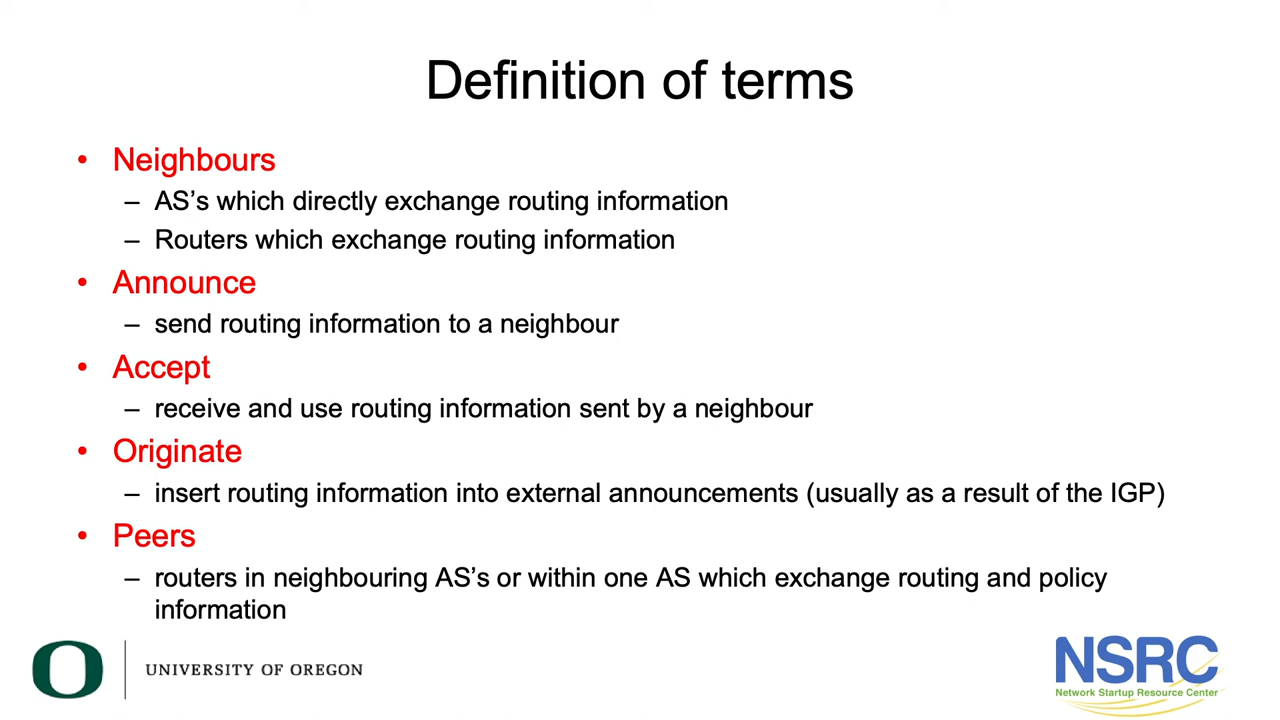 Definition of terms
• Neighbours
– AS’s which directly exchange routing information
– Routers which exchange routing information
• Announce
– send routing information to a neighbour
• Accept
– receive and use routing information sent by a neighbour
• Originate
– insert routing information into external announcements (usually as a result of the IGP)
• Peers
– routers in neighbouring AS’s or within one AS which exchange routing and policy
information
O
UNIVERSITY OF OREGON
NSRC
Network Startup Resource Center